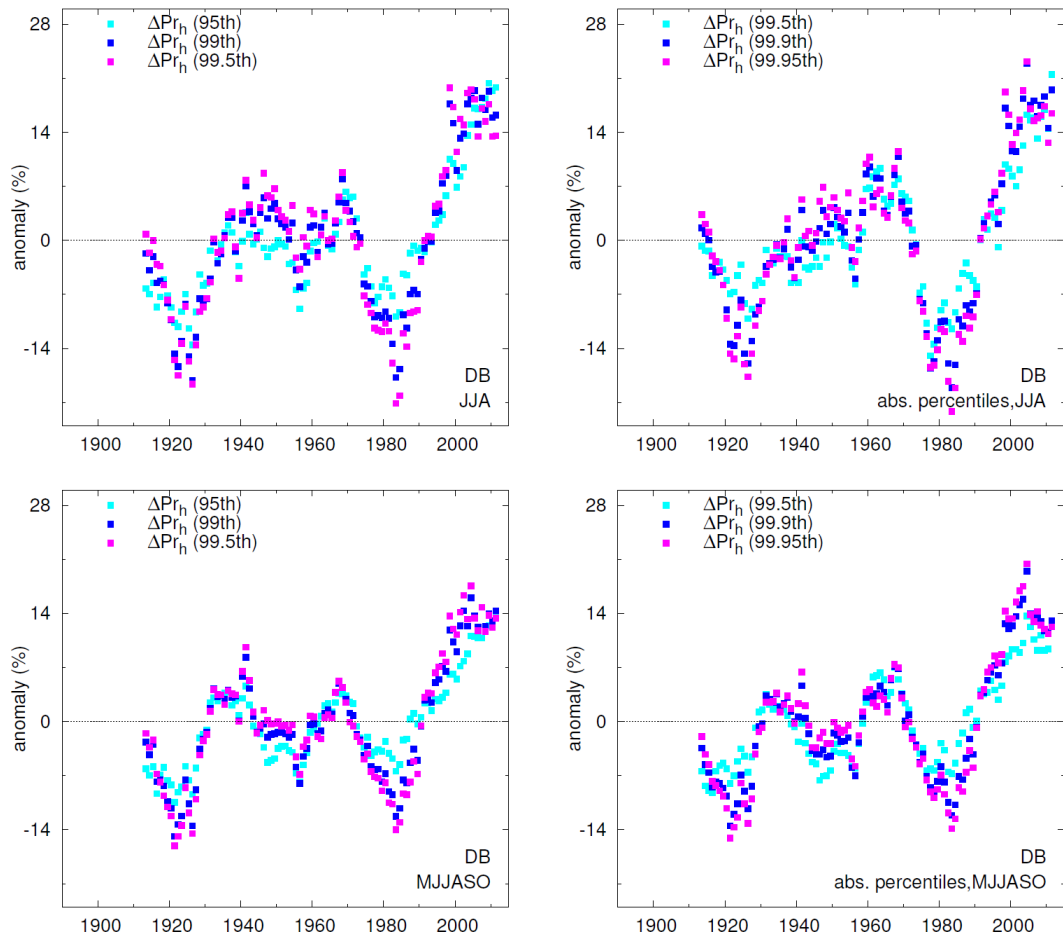 28
14
0
-14
anomaly (%)
ΔPr_h (95th)
ΔPr_h (99th)
ΔPr_h (99.5th)
DB
JJA
1900 1920 1940 1960 1980 2000
28
14
0
-14
anomaly (%)
ΔPr_h (99.5th)
ΔPr_h (99.9th)
ΔPr_h (99.95th)
DB
abs. percentiles,JJA
1900 1920 1940 1960 1980 2000
28
14
0
-14
anomaly (%)
ΔPr_h (95th)
ΔPr_h (99th)
ΔPr_h (99.5th)
DB
MJJASO
1900 1920 1940 1960 1980 2000
28
14
0
-14
anomaly (%)
ΔPr_h (99.5th)
ΔPr_h (99.9th)
ΔPr_h (99.95th)
DB
abs. percentiles,MJJASO
1900 1920 1940 1960 1980 2000